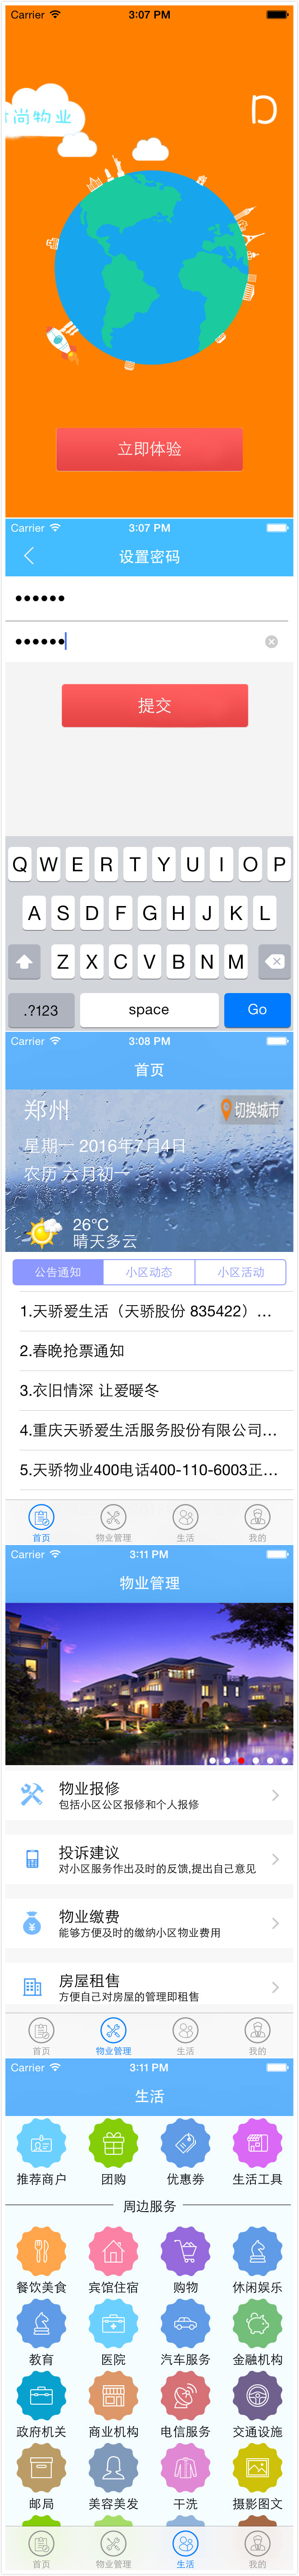 Carrier 3:07 PM
时尚物业
D
立即体验
Carrier 3:07 PM
设置密码
提交
Q W E R T Y U I O P
A S D F G H J K L
Z X C V B N M
.?123 space Go
Carrier 3:08 PM
首页
郑州 切换城市
星期一 2016年7月4日
农历 六月初一
26°C
晴天多云
公告通知 小区动态 小区活动
1.天骄爱生活（天骄股份 835422）...
2.春晚抢票通知
3.衣旧情深 让爱暖冬
4.重庆天骄爱生活服务股份有限公司...
5.天骄物业400电话400-110-6003正...
首页 物业管理 生活 我的
Carrier 3:11 PM
物业管理
物业报修
包括小区公区报修和个人报修
投诉建议
对小区服务作出及时的反馈,提出自己意见
物业缴费
能够方便及时的缴纳小区物业费用
房屋租售
方便自己对房屋的管理即租售
首页 物业管理 生活 我的
Carrier 3:11 PM
生活
推荐商户 团购 优惠劵 生活工具
周边服务
餐饮美食 宾馆住宿 购物 休闲娱乐
教育 医院 汽车服务 金融机构
政府机关 商业机构 电信服务 交通设施
邮局 美容美发 干洗 摄影图文
首页 物业管理 生活 我的